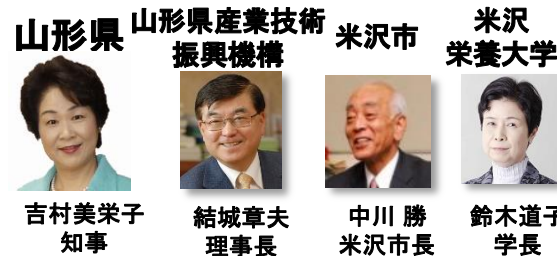 山形県
山形県産業技術
振興機構
米沢市
米沢
栄養大学
吉村美栄子
知事
結城章夫
理事長
中川 勝
米沢市長
鈴木道子
学長